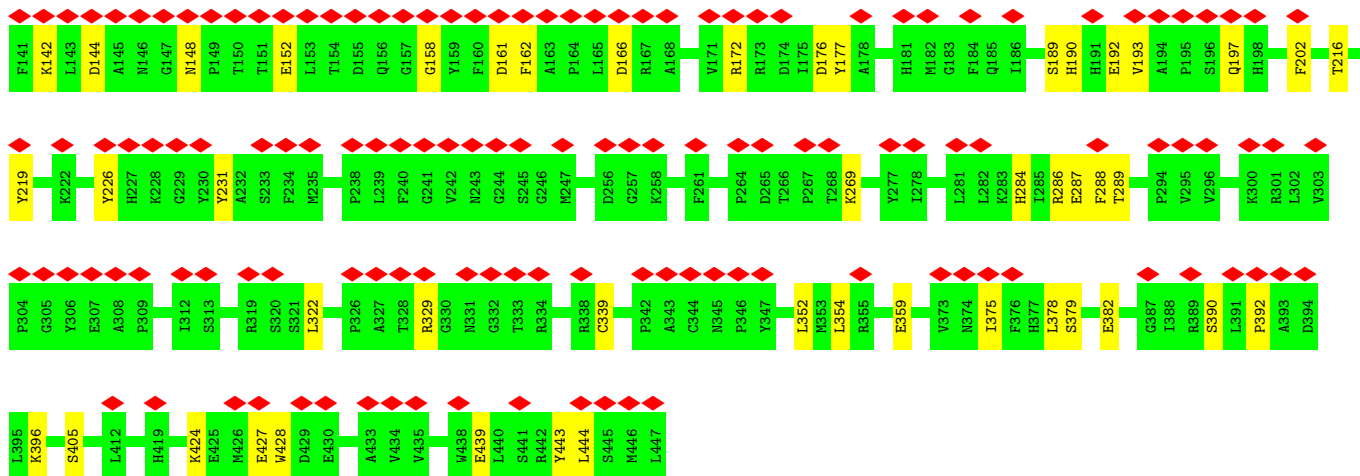 F141 K142 L143 D144 A145 N146 G147 N148 P149 T150 T151 E152 L153 T154 D155 Q156 G157 G158 Y159 F160 D161 F162 A163 P164 L165 D166 R167 A168 V171 R172 R173 D174 I175 D176 Y177 A178 H181 M182 G183 F184 Q185 I186 S189 H190 H191 E192 V193 A194 P195 S196 Q197 H198 F202 T216
Y219 K222 Y226 H227 K228 G229 Y230 Y231 A232 S233 F234 M235 P238 L239 F240 G241 V242 N243 G244 S245 G246 M247 D256 G257 K258 F261 P264 D265 T266 P267 T268 K269 Y277 I278 L281 L282 K283 H284 I285 R286 E287 F288 T289 P294 V295 V296 K300 R301 L302 V303
P304 G305 Y306 E307 A308 P309 I312 S313 R319 S320 S321 L322 P326 A327 T328 R329 G330 N331 G332 T333 R334 R338 C339 P342 A343 C344 N345 P346 Y347 L352 M353 L354 R355 E359 V373 N374 I375 F376 H377 L378 S379 E382 G387 I388 R389 S390 L391 P392 A393 D394
L395 K396 S405 L412 H419 K424 E425 M426 E427 W428 D429 E430 A433 V434 V435 W438 E439 L440 S441 R442 Y443 L444 S445 M446 L447